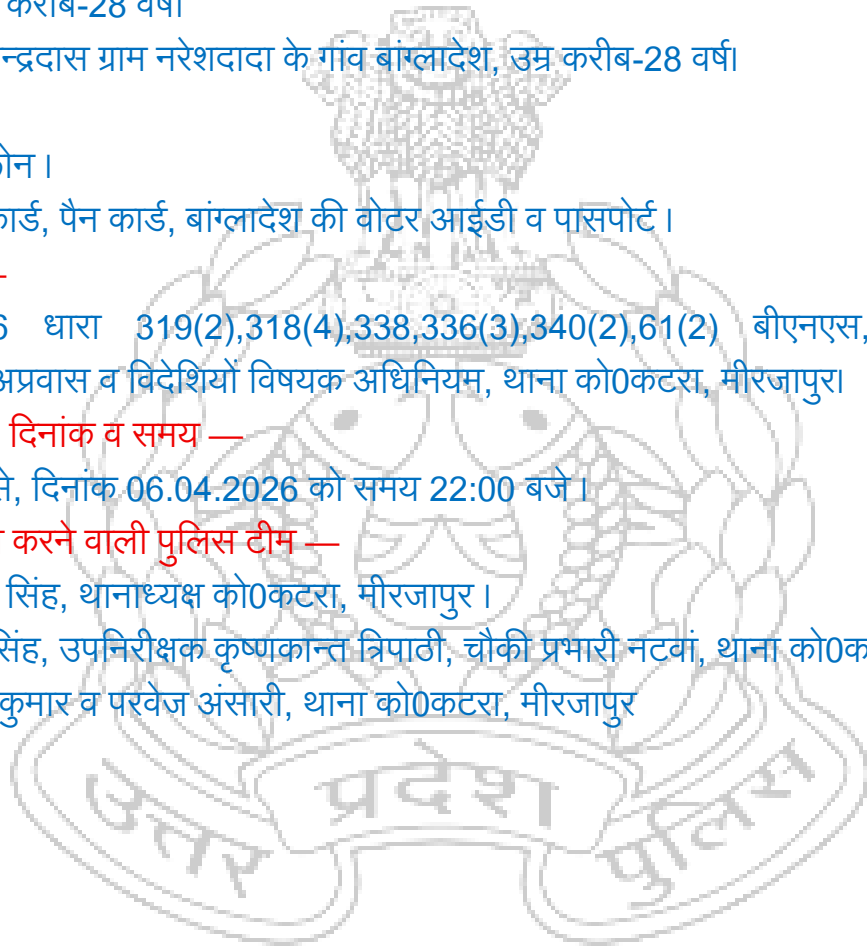 करीब-28 वर्ष।
न्द्रदास ग्राम नरेशदादा के गांव बांग्लादेश, उम्र करीब-28 वर्ष।
ोन ।
कार्ड, पैन कार्ड, बांग्लादेश की वोटर आईडी व पासपोर्ट ।
—
6 धारा 319(2),318(4),338,336(3),340(2),61(2) बीएनएस,
अप्रवास व विदेशियों विषयक अधिनियम, थाना को0कटरा, मीरजापुर।
दिनांक व समय —
से, दिनांक 06.04.2026 को समय 22:00 बजे ।
करने वाली पुलिस टीम —
सिंह, थानाध्यक्ष को0कटरा, मीरजापुर ।
सिंह, उपनिरीक्षक कृष्णकान्त त्रिपाठी, चौकी प्रभारी नटवां, थाना को0क
कुमार व परवेज अंसारी, थाना को0कटरा, मीरजापुर
उत्तर प्रदेश पुलिस